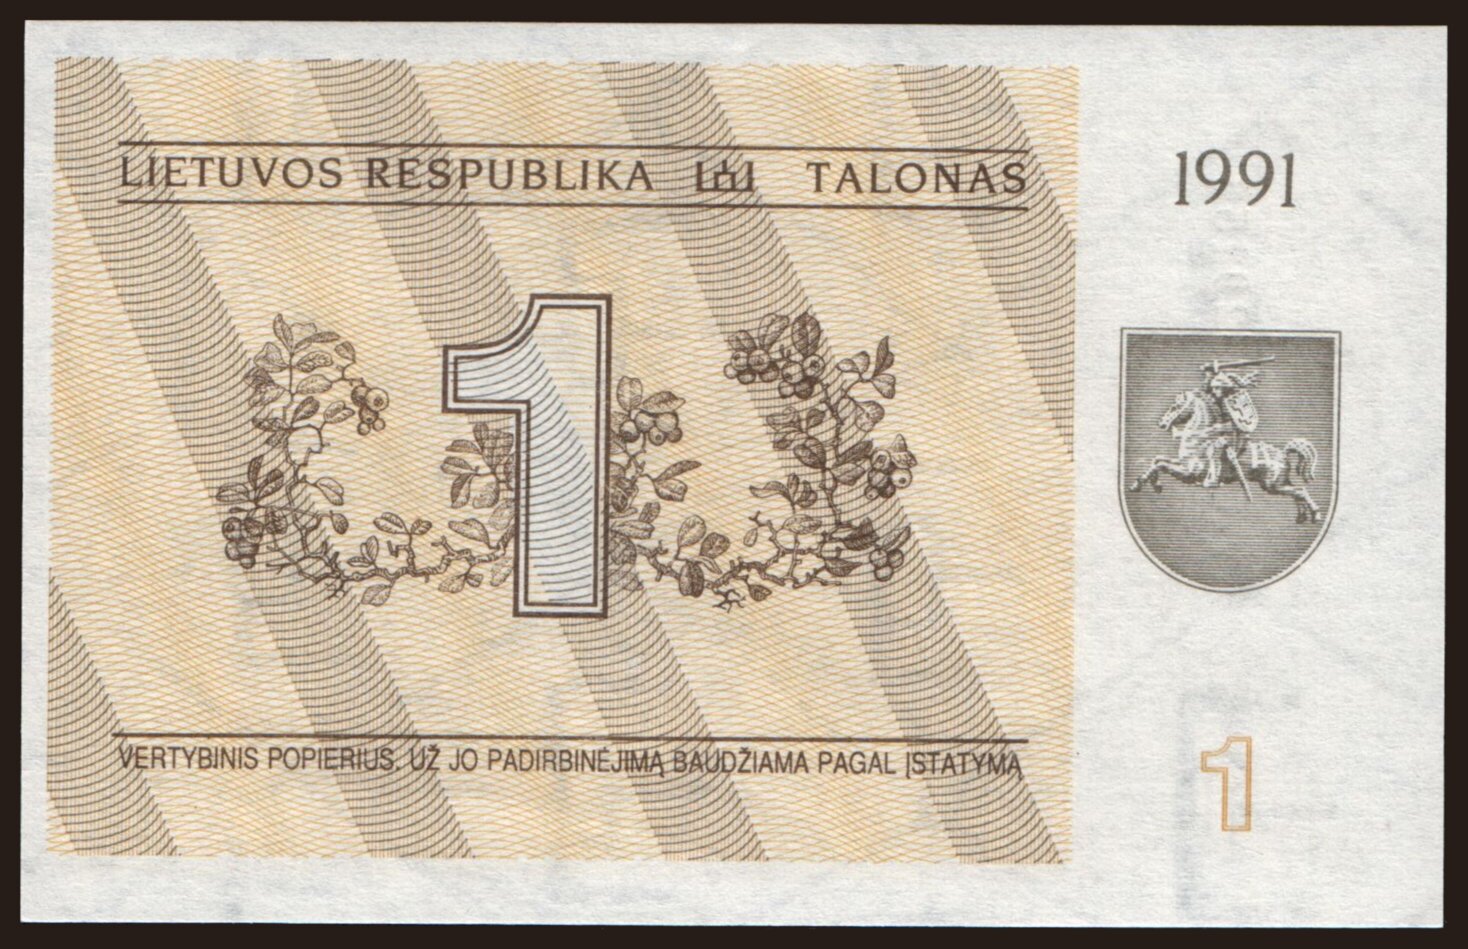 LIETUVOS RESPUBLIKA TALONAS
1991
1
VERTYBINIS POPIERIUS. UŽ JO PADIRBINĖJIMĄ BAUDŽIAMA PAGAL ĮSTATYMĄ
1